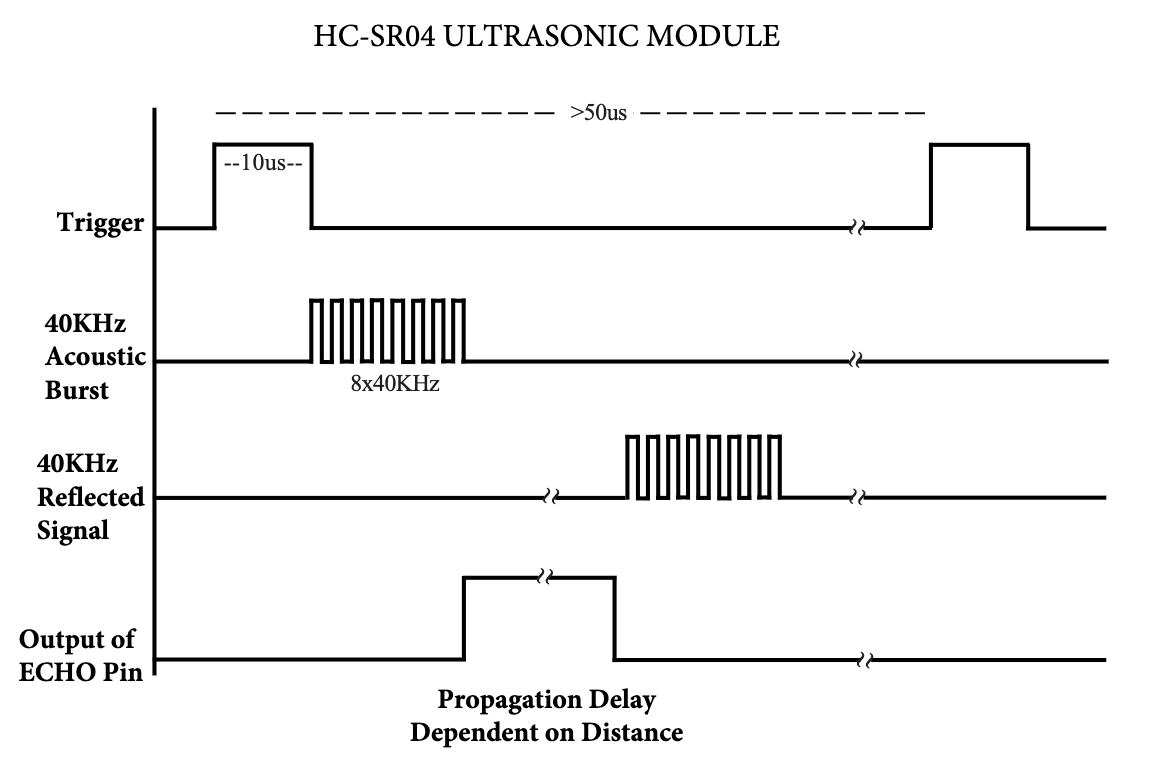 HC-SR04 ULTRASONIC MODULE
>50us
--10us--
Trigger
40KHz
Acoustic
Burst
8x40KHz
40KHz
Reflected
Signal
Output of
ECHO Pin
Propagation Delay
Dependent on Distance